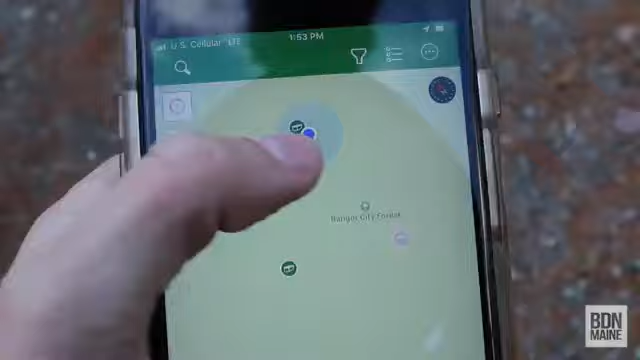 U.S. Cellular LTE
1:53 PM
Bangor City Forest
BDN
MAINE